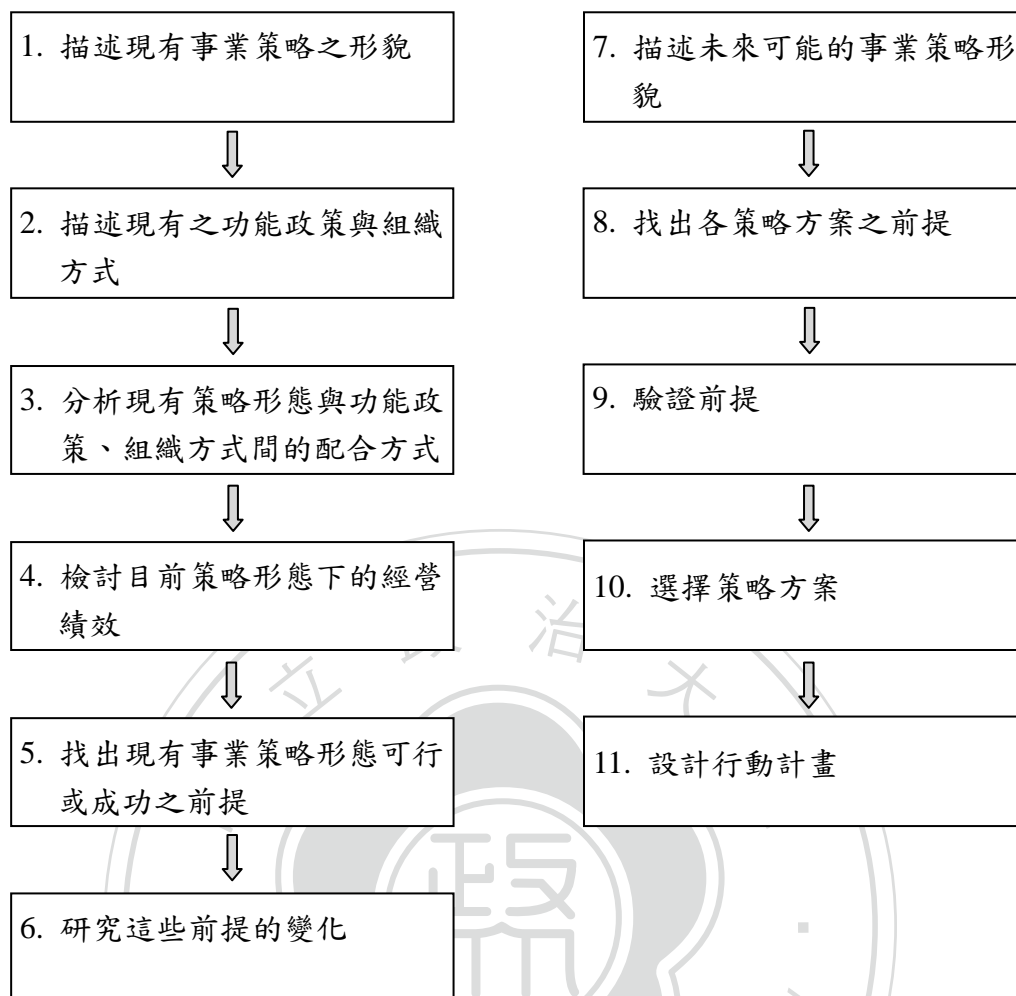 1. 描述現有事業策略之形貌
2. 描述現有之功能政策與組織
方式
3. 分析現有策略形態與功能政
策、組織方式間的配合方式
4. 檢討目前策略形態下的經營
績效
5. 找出現有事業策略形態可行
或成功之前提
6. 研究這些前提的變化
7. 描述未來可能的事業策略形
貌
8. 找出各策略方案之前提
9. 驗證前提
10. 選擇策略方案
11. 設計行動計畫
立 政 治 大
政